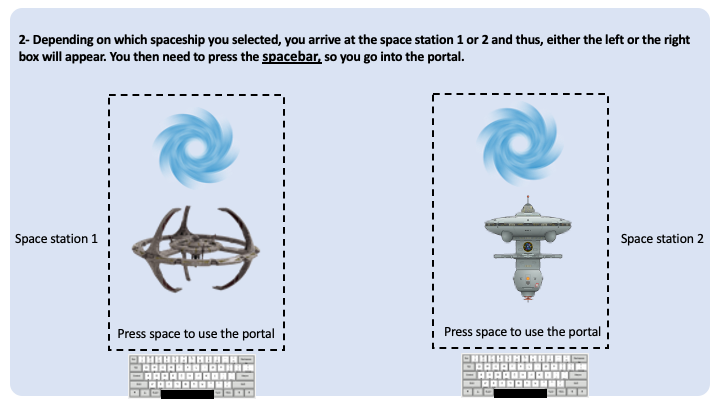 2- Depending on which spaceship you selected, you arrive at the space station 1 or 2 and thus, either the left or the right
box will appear. You then need to press the spacebar, so you go into the portal.
Space station 1
Space station 2
Press space to use the portal
Press space to use the portal